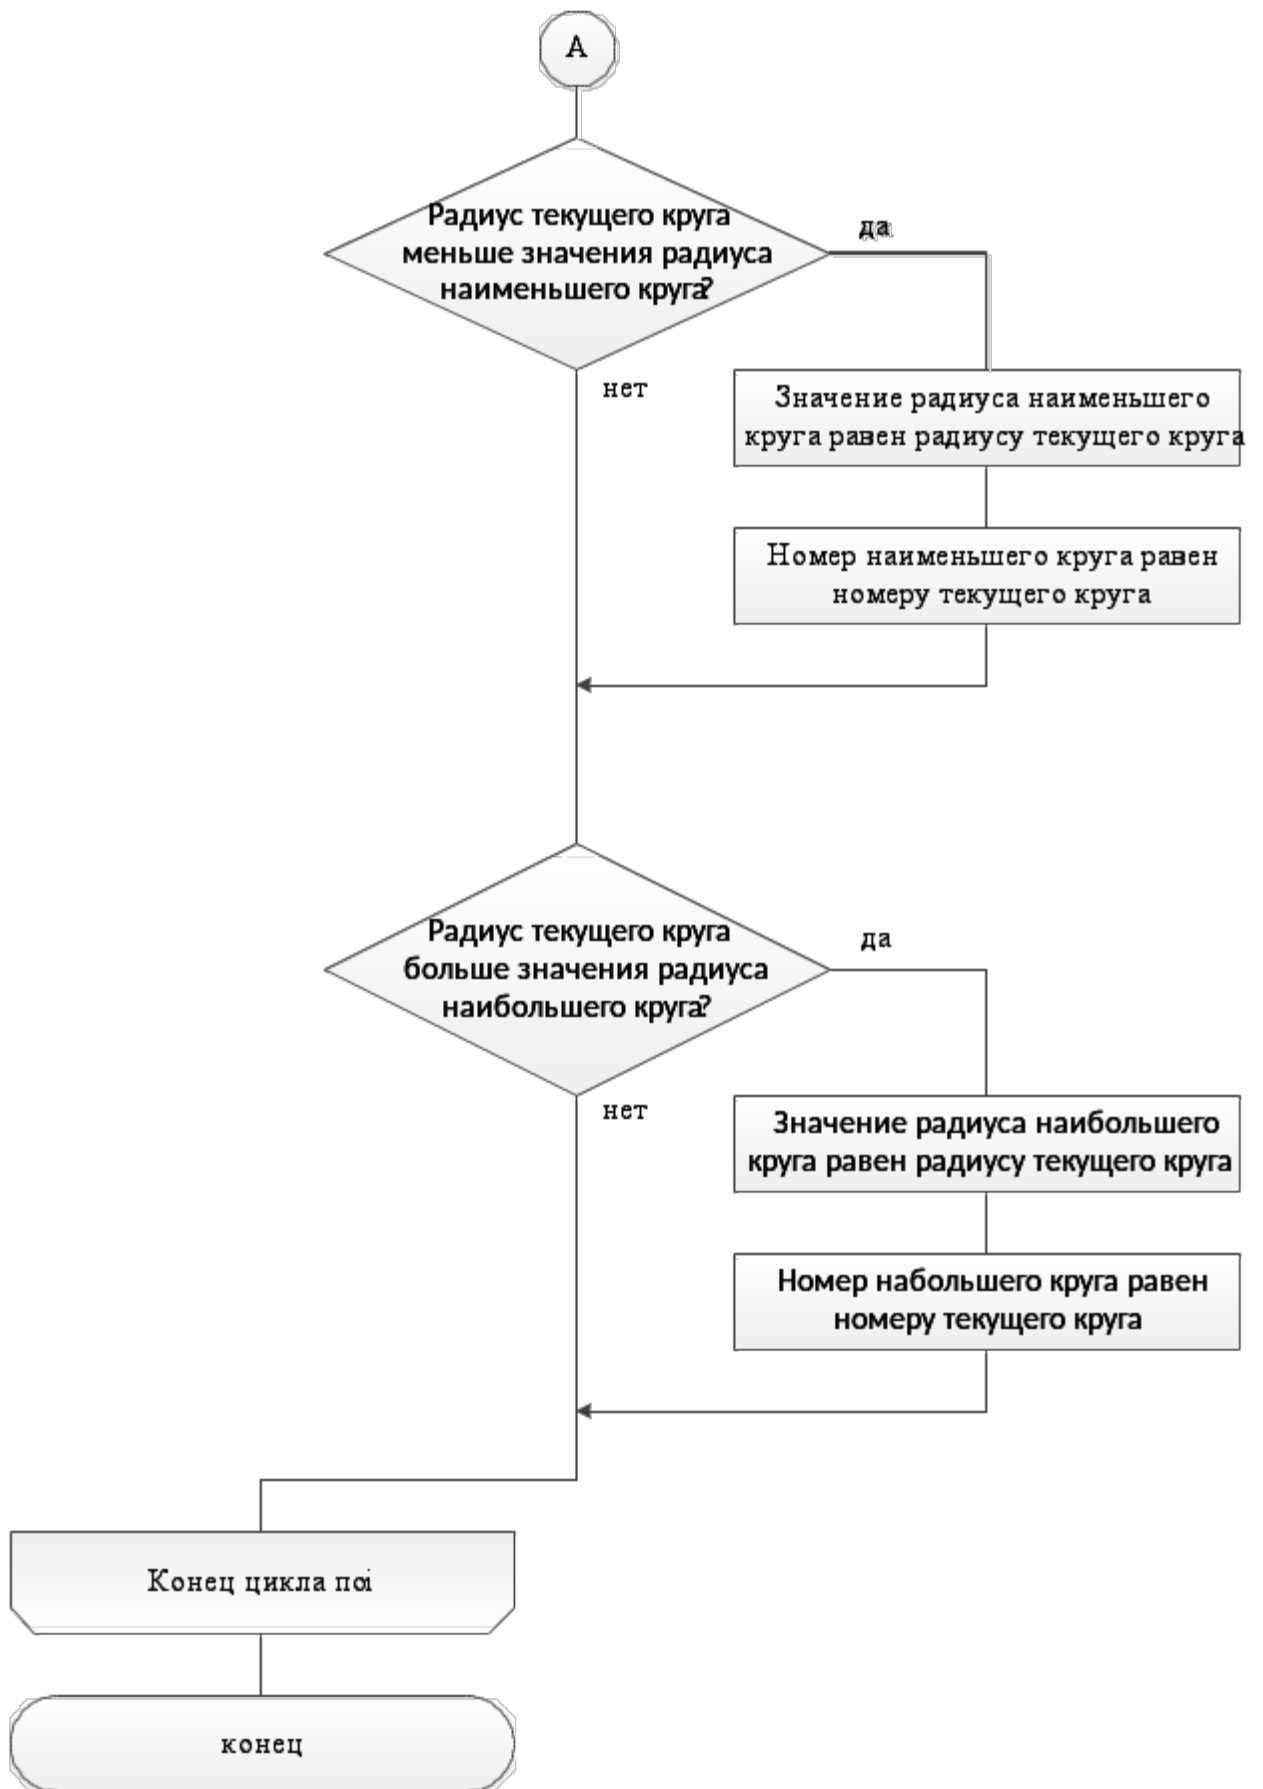 А
Радиус текущего круга
меньше значения радиуса
наименьшего круга?
да
нет
Значение радиуса наименьшего
круга равен радиусу текущего круга
Номер наименьшего круга равен
номеру текущего круга
Радиус текущего круга
больше значения радиуса
наибольшего круга?
да
нет
Значение радиуса наибольшего
круга равен радиусу текущего круга
Номер набольшего круга равен
номеру текущего круга
Конец цикла по i
конец